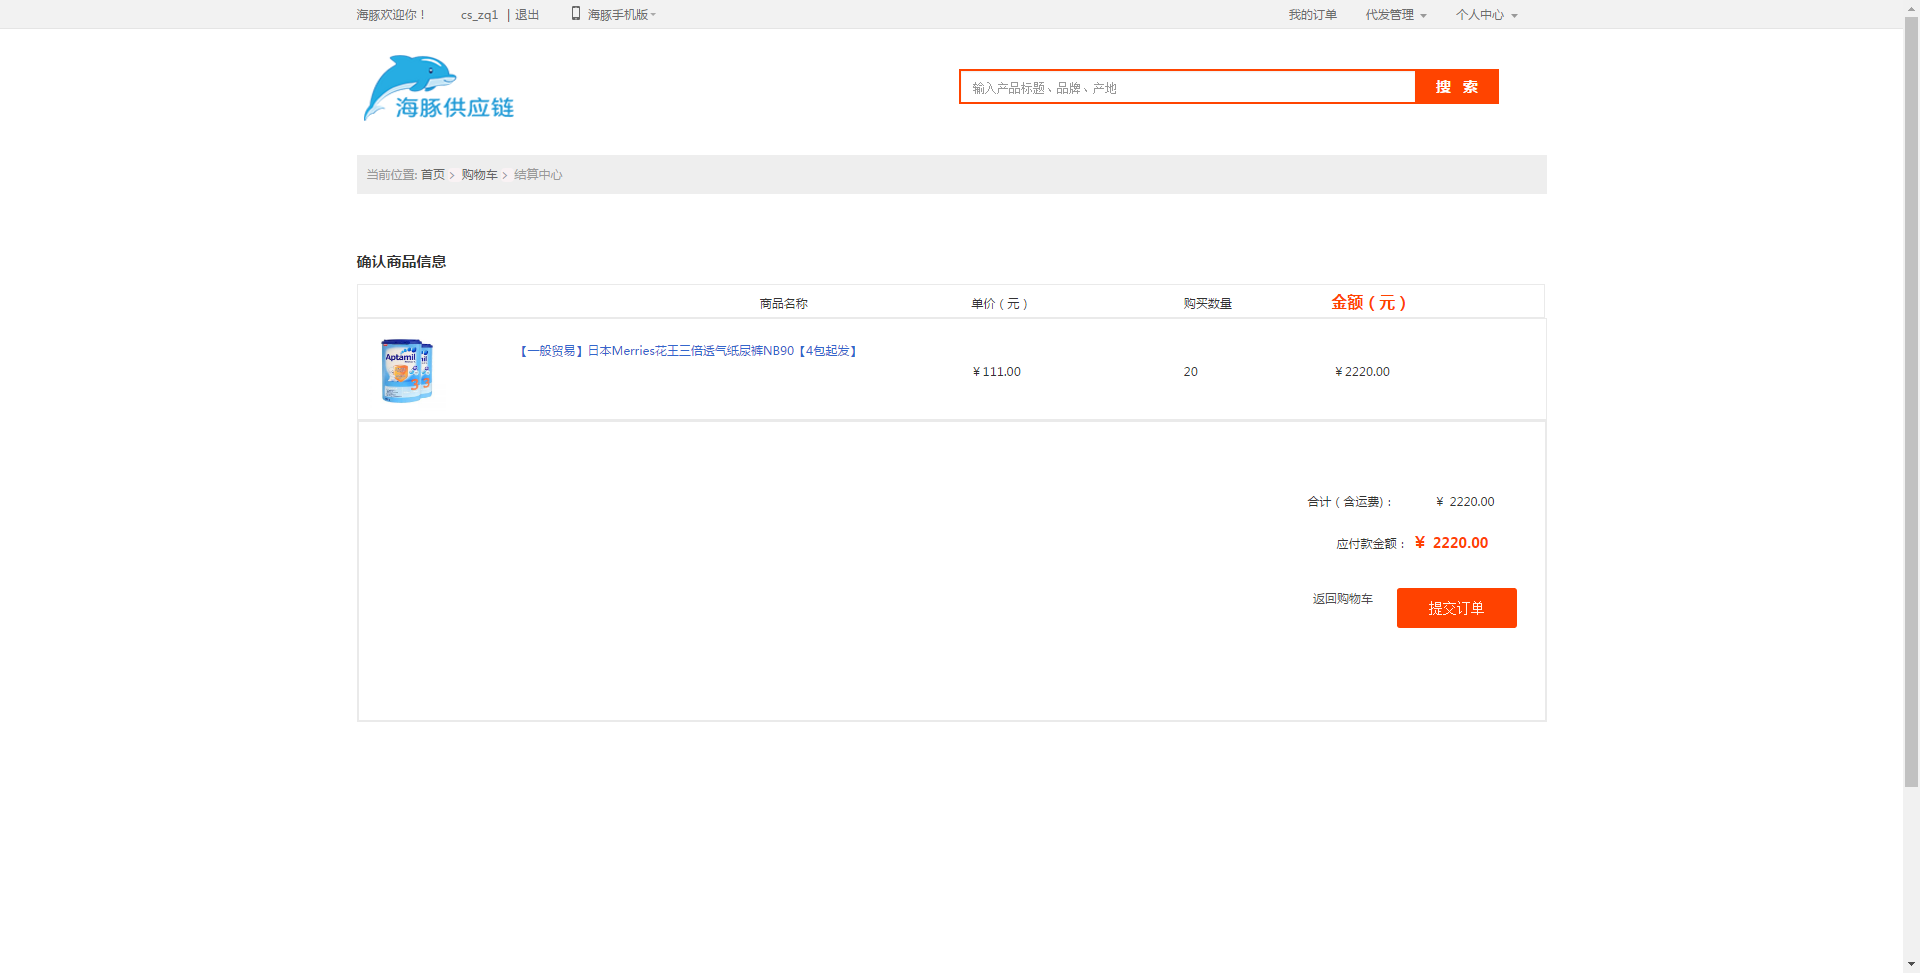 海豚欢迎你！ cs_zq1 | 退出 海豚手机版 我的订单 代发管理 个人中心
海豚供应链
输入产品标题、品牌、产地 搜 索
当前位置: 首页 > 购物车 > 结算中心
确认商品信息
商品名称 单价（元） 购买数量 金额（元）
Aptamil
【一般贸易】日本Merries花王三倍透气纸尿裤NB90【4包起发】
￥111.00 20 ￥2220.00
合计（含运费)： ￥ 2220.00
应付款金额： ￥ 2220.00
返回购物车 提交订单